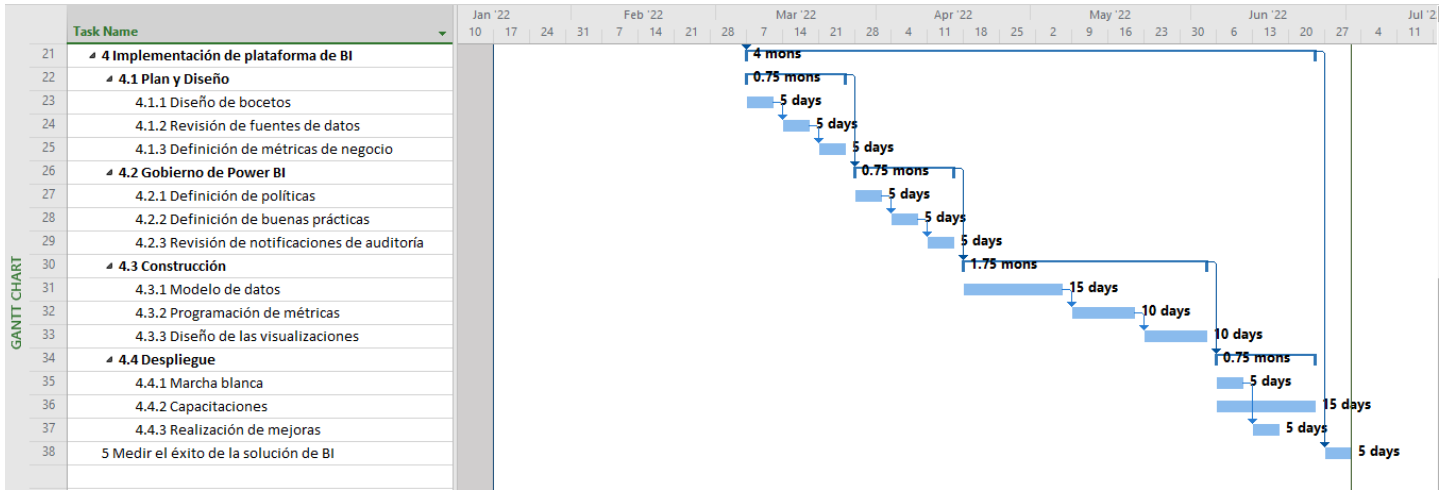 Jan '22 Feb '22 Mar '22 Apr '22 May '22 Jun '22 Jul '2
Task Name 10 17 24 31 7 14 21 28 7 14 21 28 4 11 18 25 2 9 16 23 30 6 13 20 27 4 11
21 4 Implementación de plataforma de BI 4 mons
22 4.1 Plan y Diseño 0.75 mons
23 4.1.1 Diseño de bocetos 5 days
24 4.1.2 Revisión de fuentes de datos 5 days
25 4.1.3 Definición de métricas de negocio 5 days
26 4.2 Gobierno de Power BI 0.75 mons
27 4.2.1 Definición de políticas 5 days
28 4.2.2 Definición de buenas prácticas 5 days
29 4.2.3 Revisión de notificaciones de auditoría 5 days
30 4.3 Construcción 1.75 mons
31 4.3.1 Modelo de datos 15 days
32 4.3.2 Programación de métricas 10 days
33 4.3.3 Diseño de las visualizaciones 10 days
34 4.4 Despliegue 0.75 mons
35 4.4.1 Marcha blanca 5 days
36 4.4.2 Capacitaciones 15 days
37 4.4.3 Realización de mejoras 5 days
38 5 Medir el éxito de la solución de BI 5 days
GANTT CHART